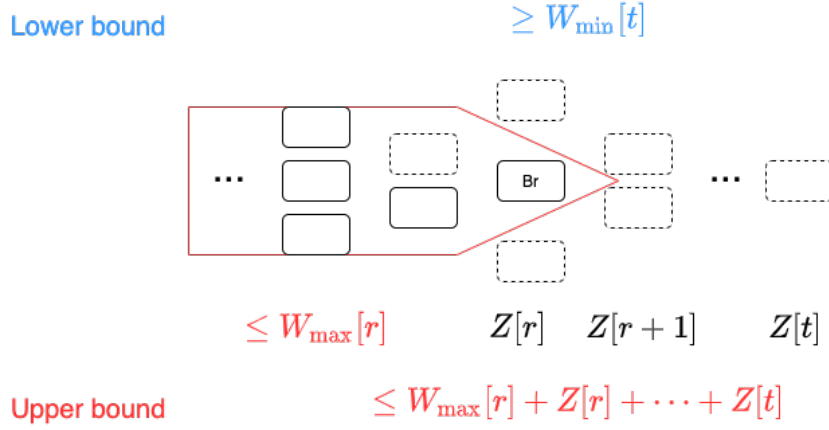 Lower bound
≥ W_min[t]
... Br ...
≤ W_max[r] Z[r] Z[r + 1] Z[t]
Upper bound
≤ W_max[r] + Z[r] + ⋯ + Z[t]